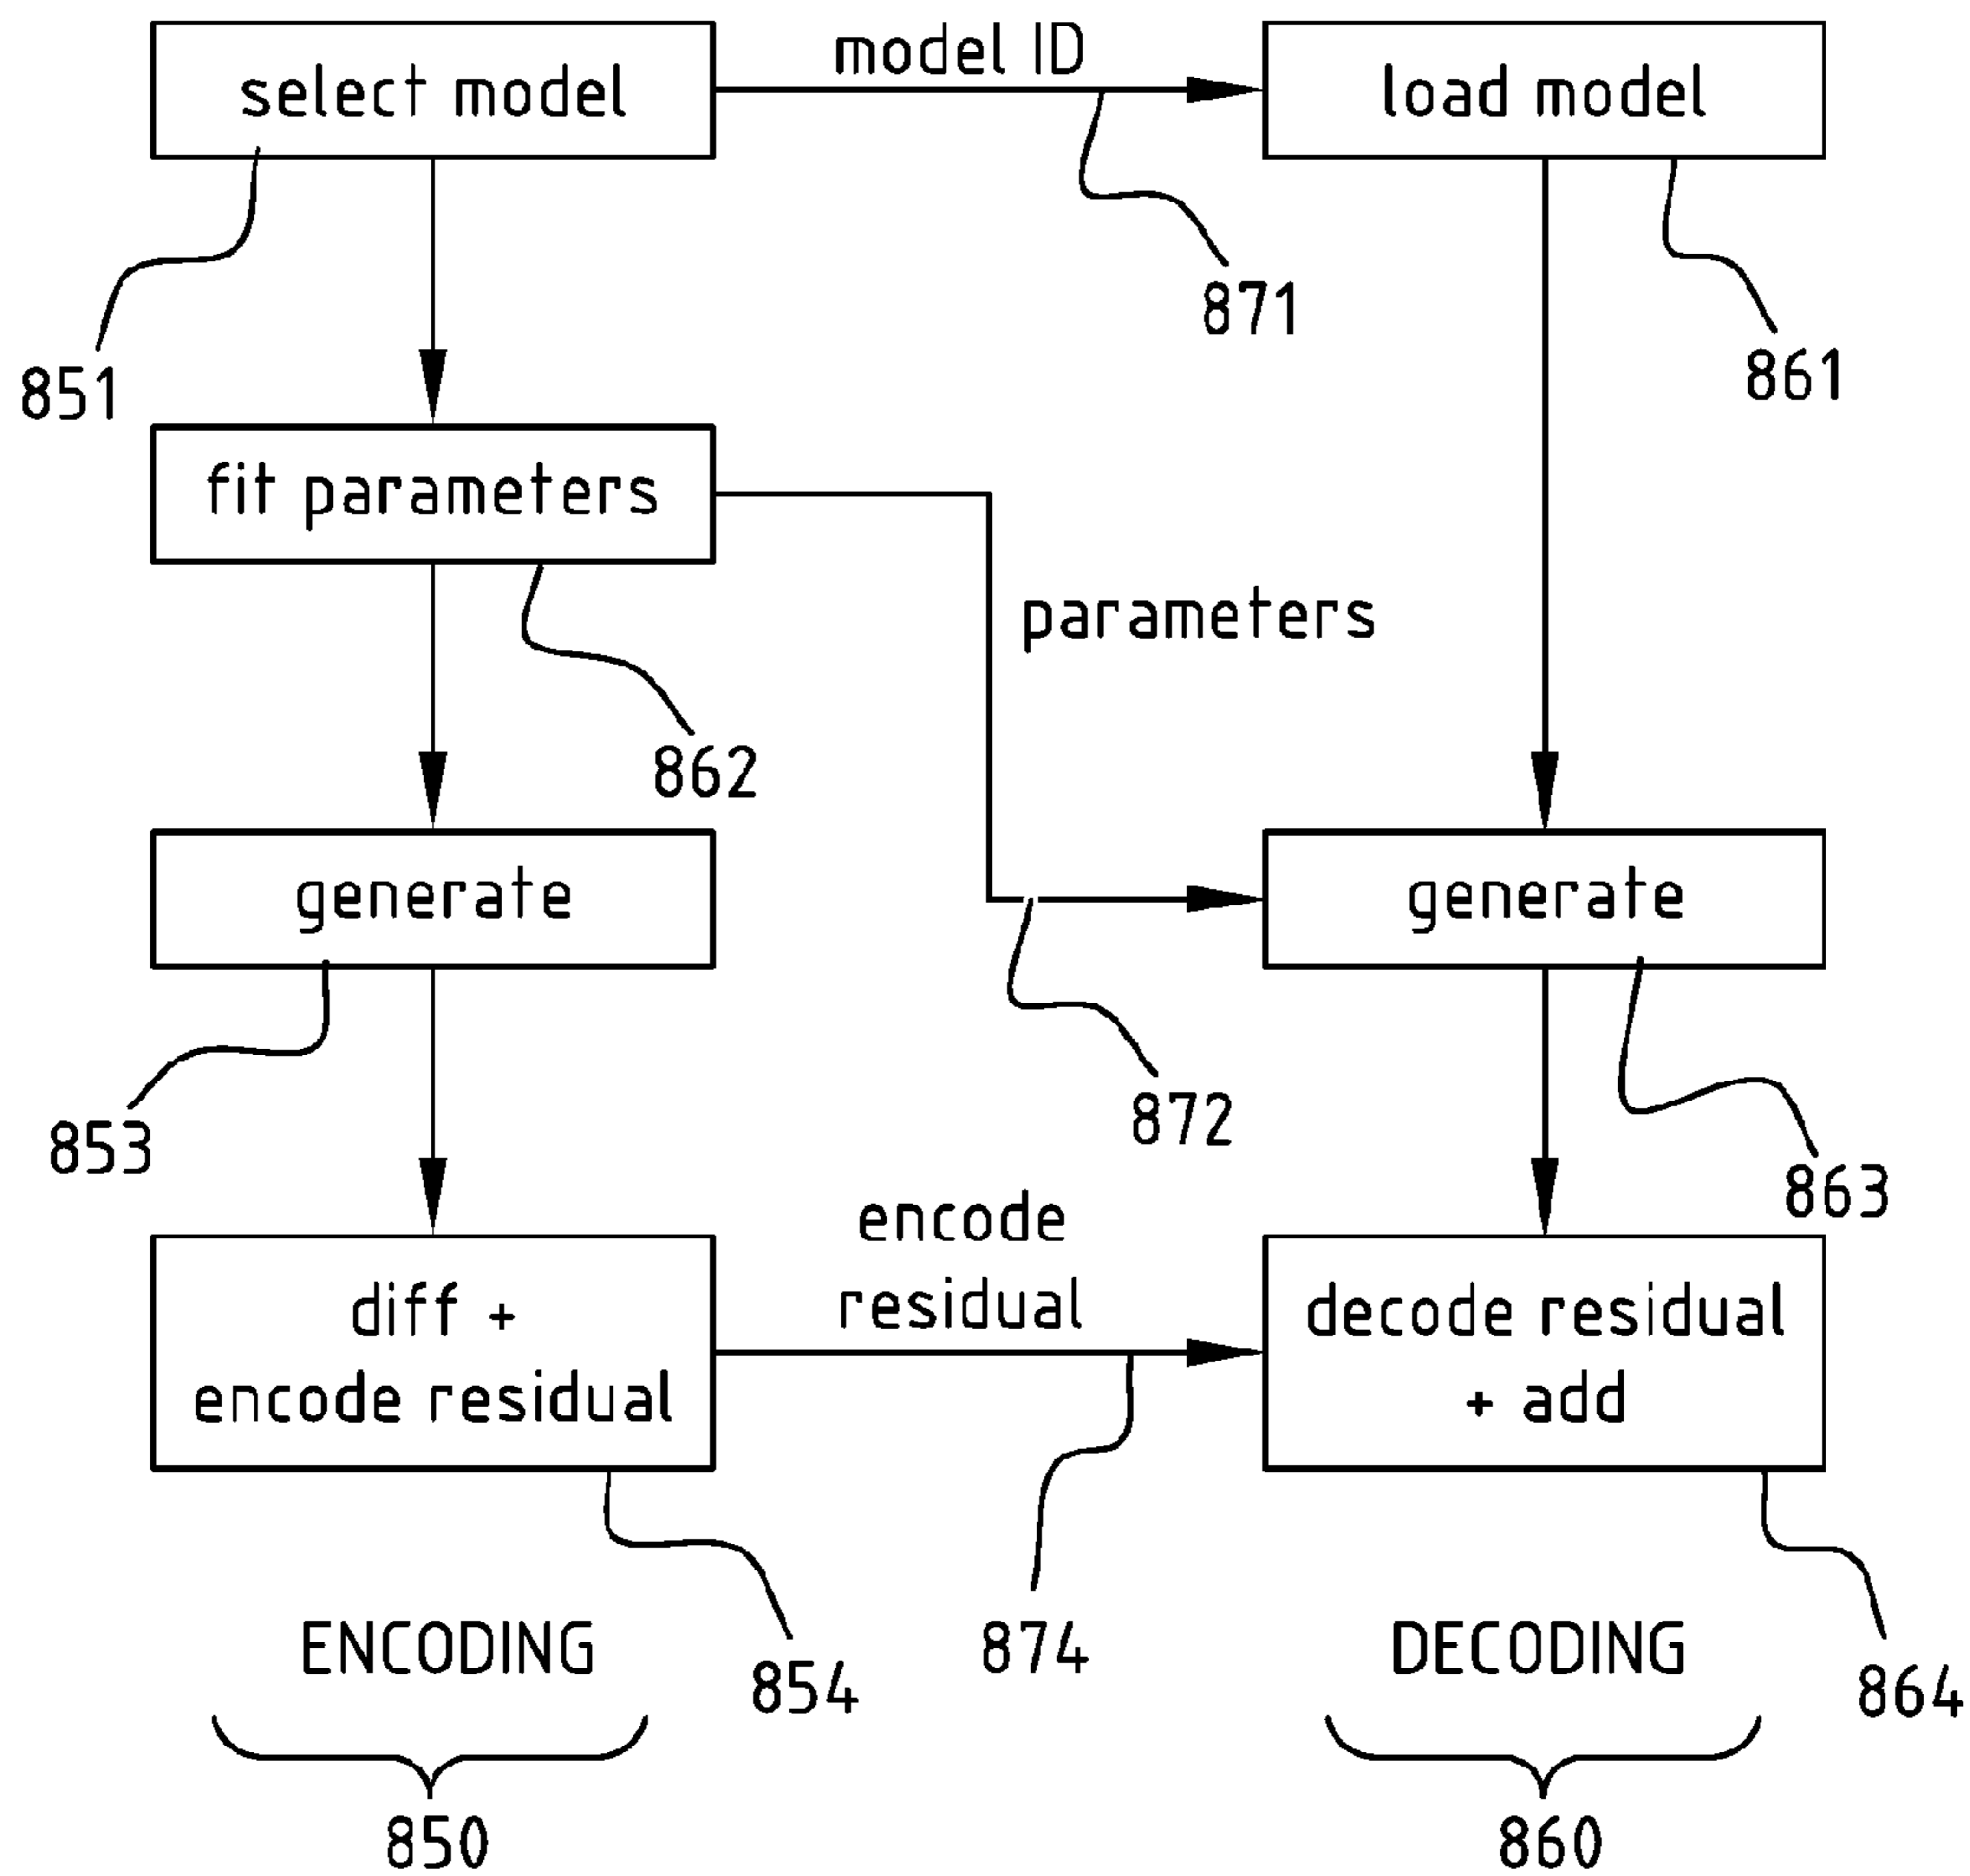 select model
model ID
load model
871
861
851
fit parameters
parameters
862
generate
generate
872
853
863
encode
residual
diff +
encode residual
decode residual
+ add
ENCODING
874
DECODING
854
864
850
860